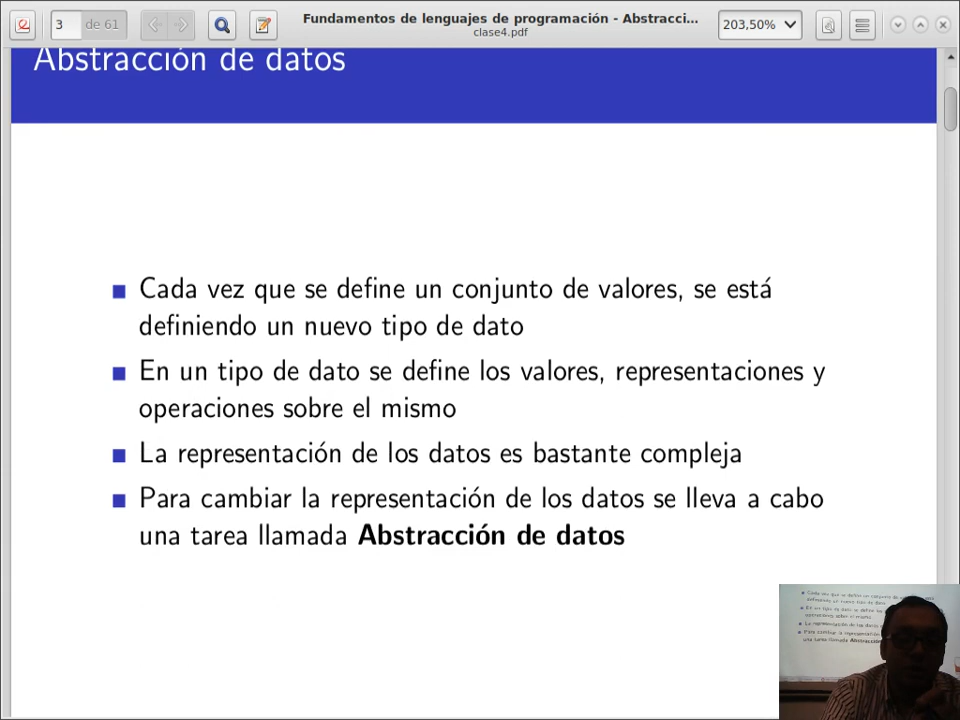 3 de 61
Fundamentos de lenguajes de programación - Abstracci...
clase4.pdf
203,50%
Abstracción de datos
Cada vez que se define un conjunto de valores, se está
definiendo un nuevo tipo de dato
En un tipo de dato se define los valores, representaciones y
operaciones sobre el mismo
La representación de los datos es bastante compleja
Para cambiar la representación de los datos se lleva a cabo
una tarea llamada Abstracción de datos